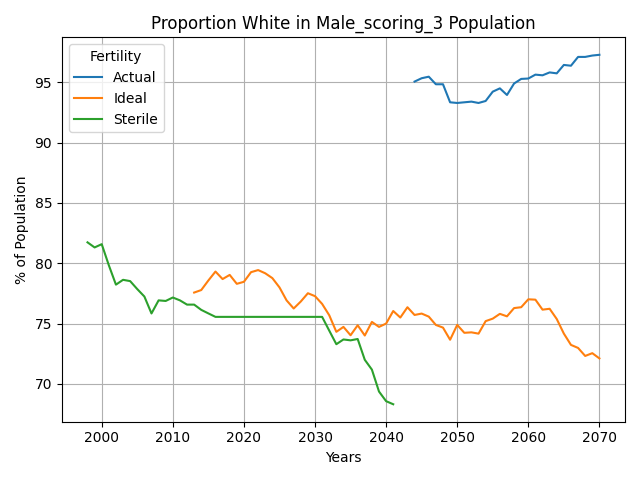 Proportion White in Male_scoring_3 Population
Fertility
Actual
Ideal
Sterile
% of Population
95
90
85
80
75
70
2000 2010 2020 2030 2040 2050 2060 2070
Years